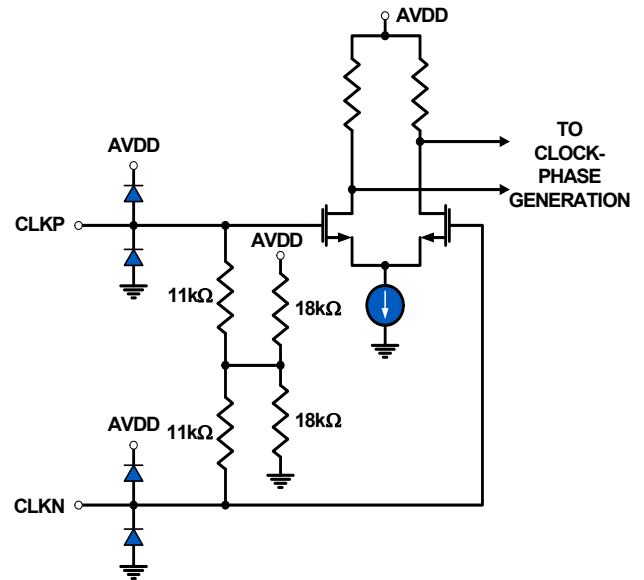 AVDD
TO
CLOCK-
PHASE
GENERATION
AVDD
CLKP
AVDD
11kΩ
18kΩ
11kΩ
18kΩ
AVDD
CLKN